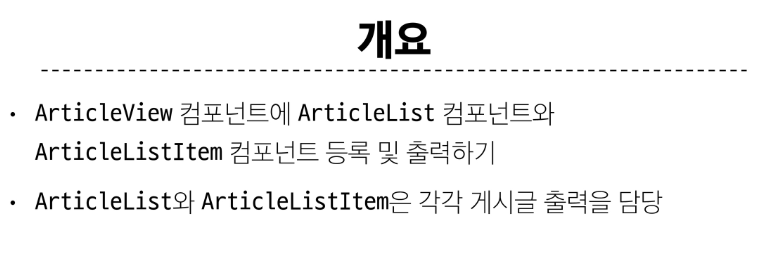 개요
• ArticleView 컴포넌트에 ArticleList 컴포넌트와
ArticleListItem 컴포넌트 등록 및 출력하기
• ArticleList와 ArticleListItem은 각각 게시글 출력을 담당